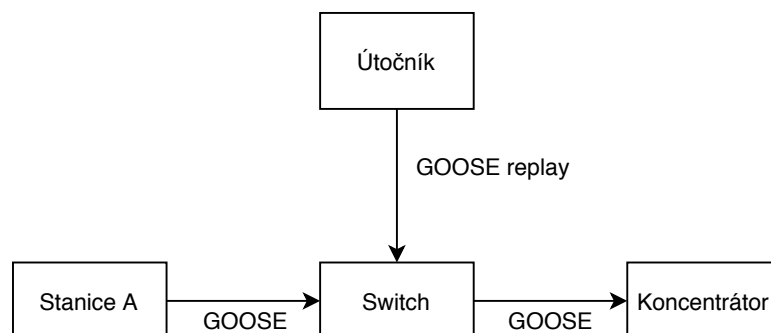 Útočník
GOOSE replay
Stanice A
GOOSE
Switch
GOOSE
Koncentrátor